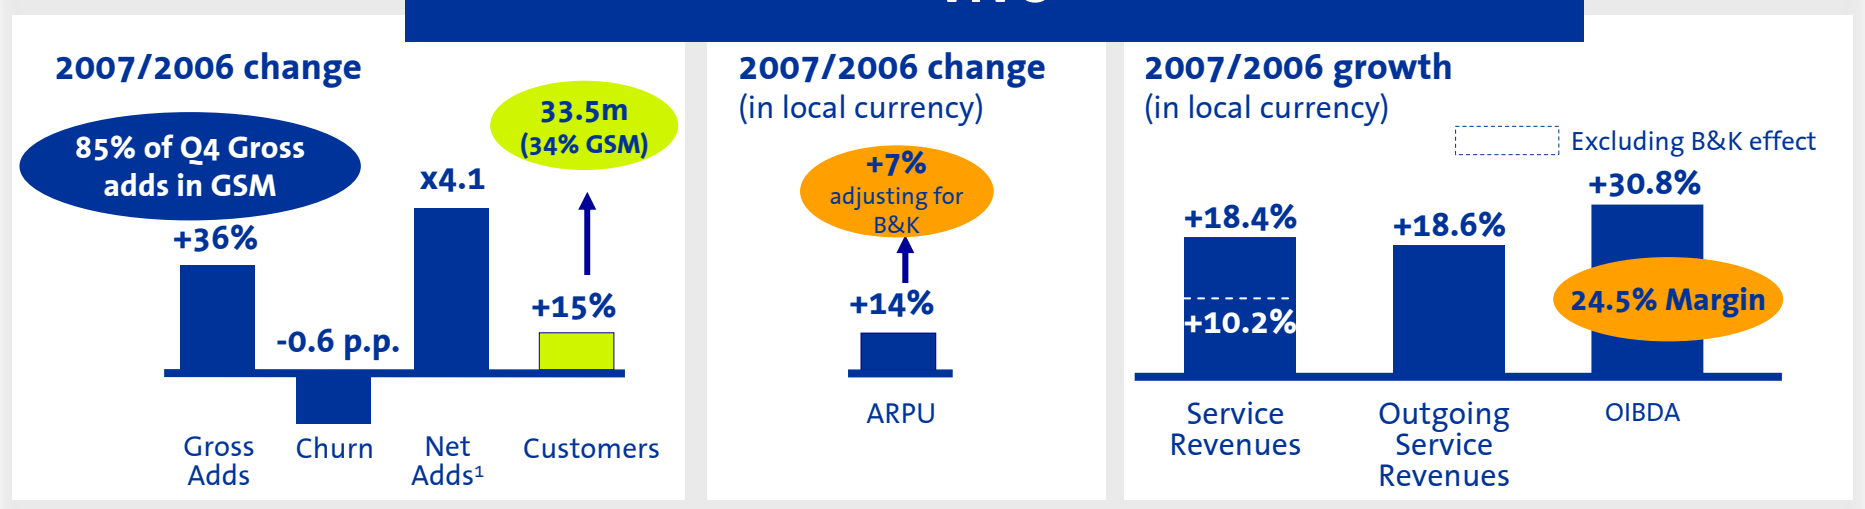 2007/2006 change
85% of Q4 Gross
adds in GSM
33.5m
(34% GSM)
+36%
-0.6 p.p.
x4.1
+15%
Gross
Adds
Churn
Net
Adds¹
Customers
2007/2006 change
(in local currency)
+7%
adjusting for
B&K
+14%
ARPU
2007/2006 growth
(in local currency)
Excluding B&K effect
+18.4%
+10.2%
+18.6%
+30.8%
24.5% Margin
Service
Revenues
Outgoing
Service
Revenues
OIBDA